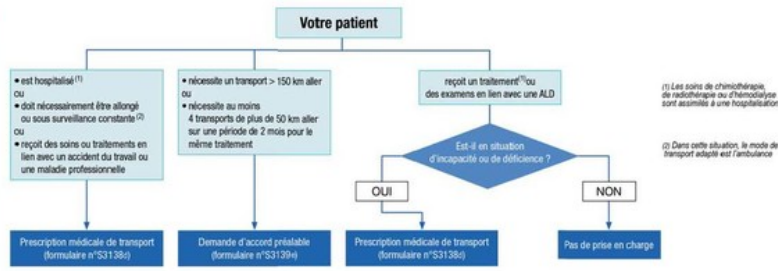 Votre patient
• est hospitalisé (1)
ou
• doit nécessairement être allongé
ou sous surveillance constante (2)
ou
• reçoit des soins ou traitements en
lien avec un accident du travail ou
une maladie professionnelle
• nécessite un transport > 150 km aller
ou
• nécessite au moins
4 transports de plus de 50 km aller
sur une période de 2 mois pour le
même traitement
reçoit un traitement (1) ou
des examens en lien avec une ALD
(1) Les soins de chimiothérapie,
de radiothérapie ou d'hémodialyse
sont assimilés à une hospitalisation
(2) Dans cette situation, le mode de
transport adapté est l'ambulance
Est-il en situation
d'incapacité ou de déficience ?
OUI
NON
Prescription médicale de transport
(formulaire n°S3138c)
Demande d'accord préalable
(formulaire n°S3139e)
Prescription médicale de transport
(formulaire n°S3138c)
Pas de prise en charge